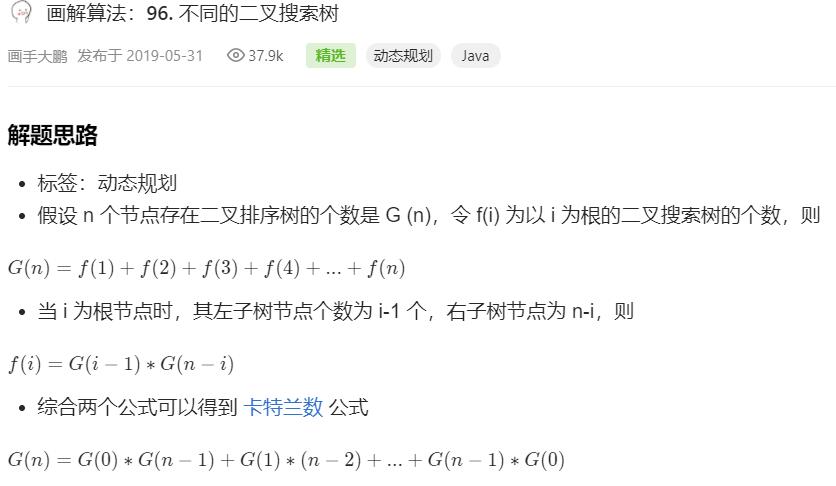 画解算法：96. 不同的二叉搜索树
画手大鹏 发布于 2019-05-31 37.9k 精选 动态规划 Java
解题思路
• 标签：动态规划
• 假设 n 个节点存在二叉排序树的个数是 G (n)，令 f(i) 为以 i 为根的二叉搜索树的个数，则
G(n) = f(1) + f(2) + f(3) + f(4) + ... + f(n)
• 当 i 为根节点时，其左子树节点个数为 i-1 个，右子树节点为 n-i，则
f(i) = G(i − 1) * G(n − i)
• 综合两个公式可以得到 卡特兰数 公式
G(n) = G(0) * G(n − 1) + G(1) * (n − 2) + ... + G(n − 1) * G(0)